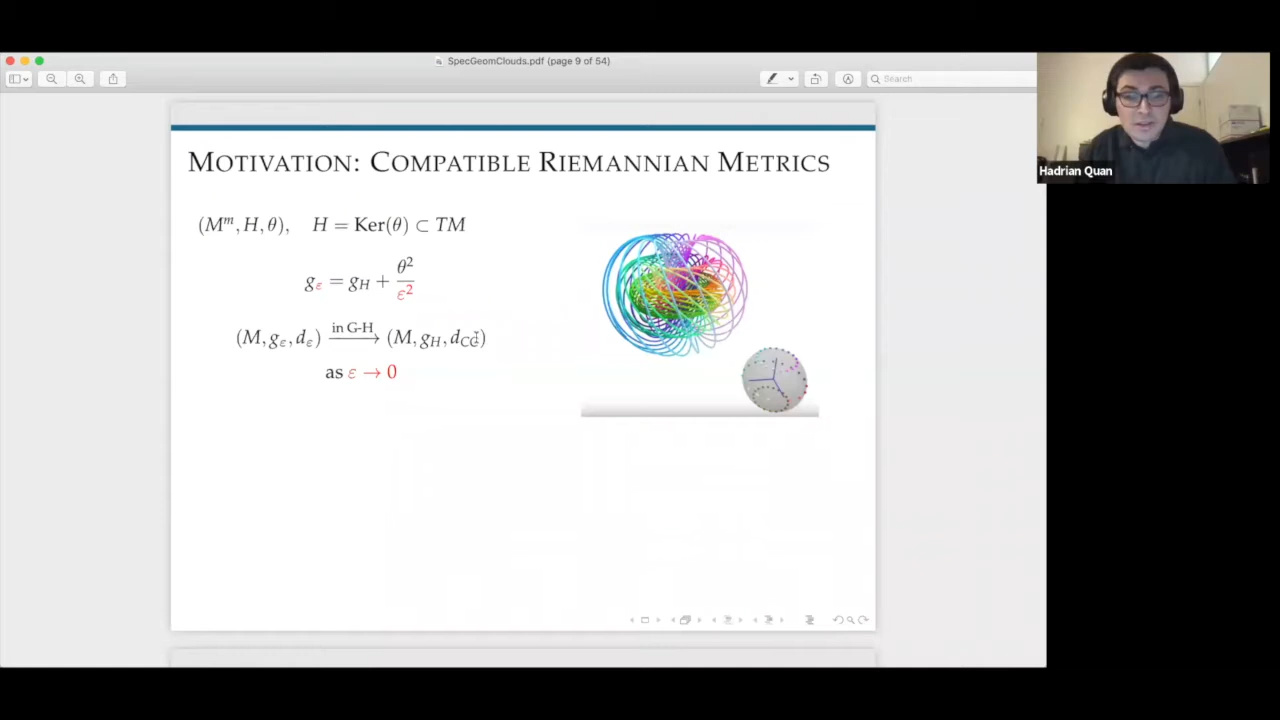 SpecGeomClouds.pdf (page 9 of 54)
Search
Hadrian Quan
MOTIVATION: COMPATIBLE RIEMANNIAN METRICS
(Mᵐ, H, θ), H = Ker(θ) ⊂ TM
g_ε = g_H + θ²/ε²
(M, g_ε, d_ε) —in G-H→ (M, g_H, d_CC)
as ε → 0